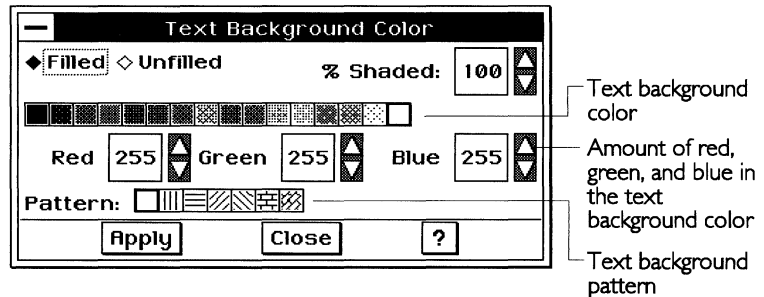 Text Background Color
Filled Unfilled % Shaded: 100
Red 255 Green 255 Blue 255
Pattern:
Apply Close ?
Text background
color
Amount of red,
green, and blue in
the text
background color
Text background
pattern